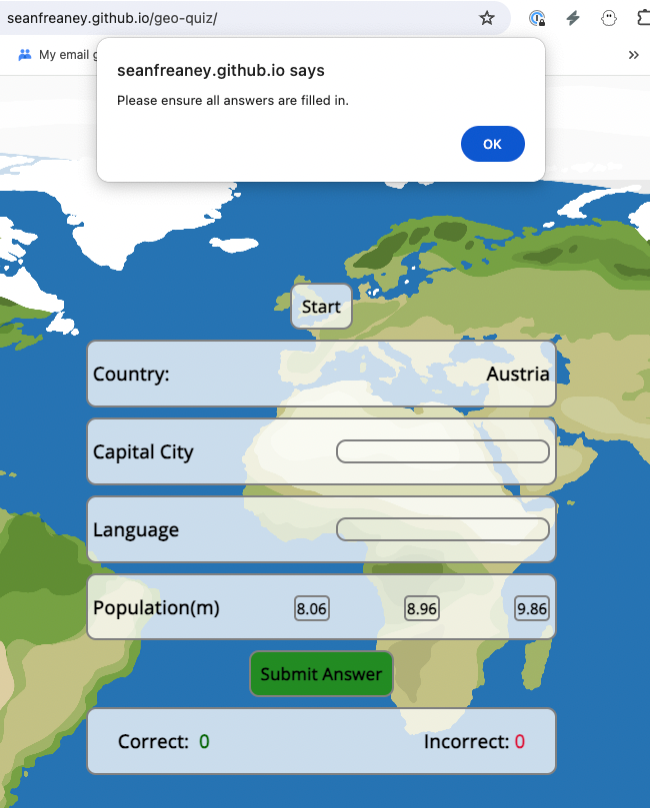 seanfreaney.github.io/geo-quiz/
My email g
seanfreaney.github.io says
Please ensure all answers are filled in.
OK
Start
Country: Austria
Capital City
Language
Population(m) 8.06 8.96 9.86
Submit Answer
Correct: 0 Incorrect: 0